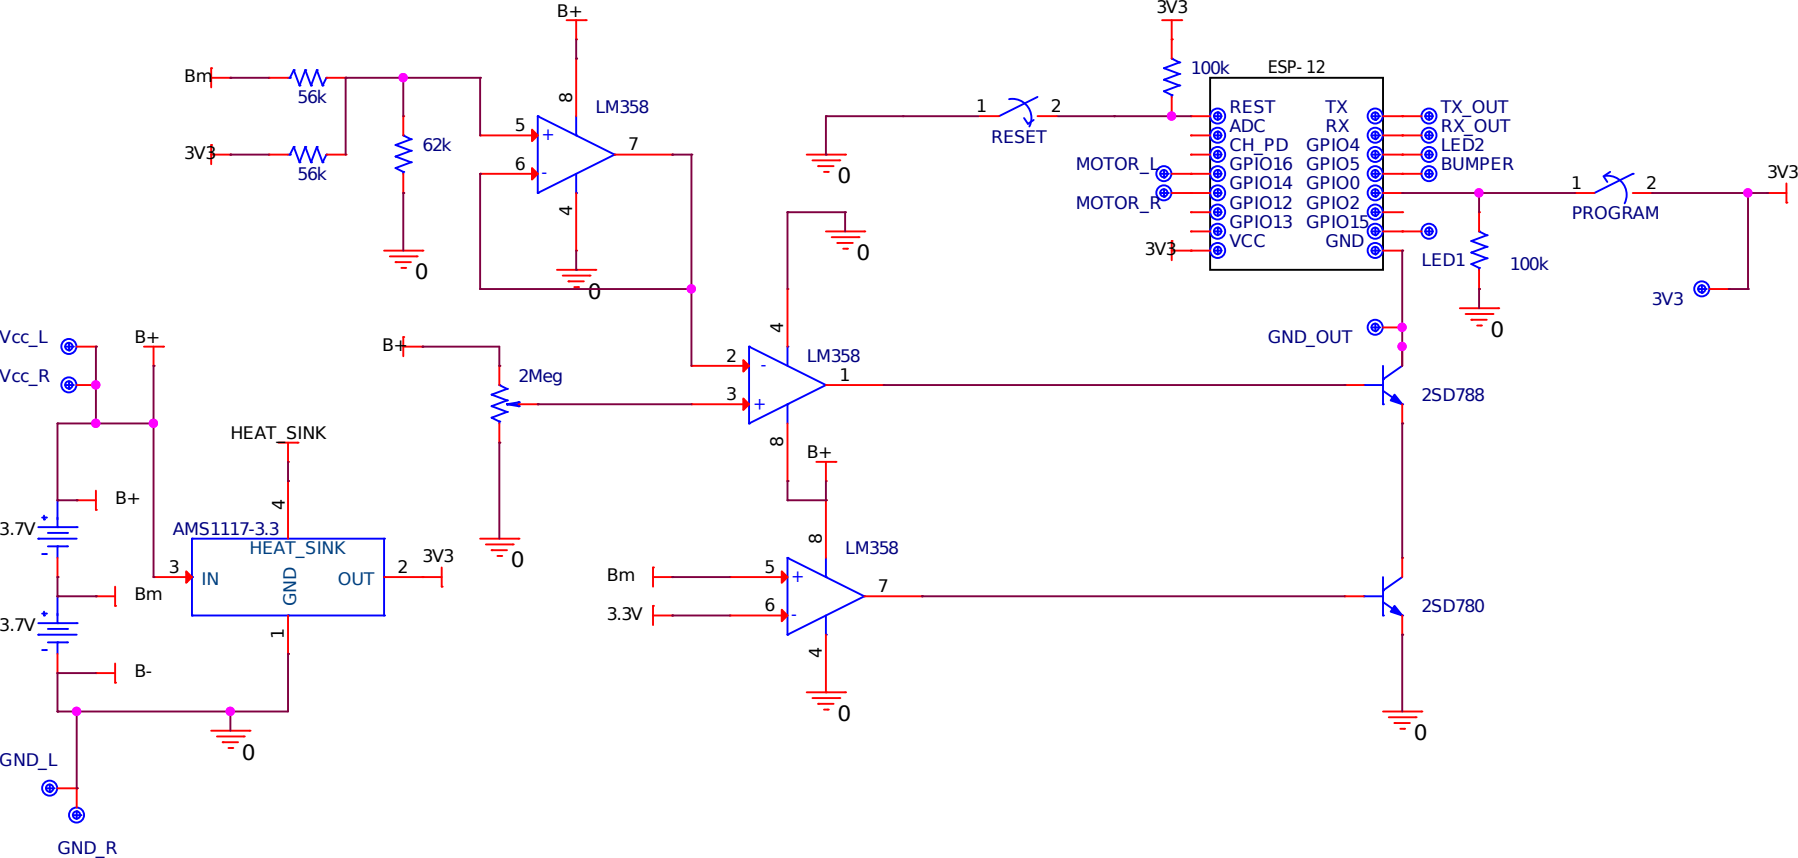 B+
3V3
Bm
56k
8
LM358
5
+
7
62k
3V3
56k
6
-
4
0
0
100k
ESP-12
1
2
RESET
0
REST
ADC
CH_PD
GPIO16
GPIO14
GPIO12
GPIO13
VCC
TX
RX
GPIO4
GPIO5
GPIO0
GPIO2
GPIO15
GND
TX_OUT
RX_OUT
LED2
BUMPER
MOTOR_L
MOTOR_R
3V3
LED1
1
2
PROGRAM
3V3
100k
0
3V3
GND_OUT
0
4
LM358
2
-
1
3
+
8
B+
2Meg
0
2SD788
Vcc_L
Vcc_R
B+
HEAT_SINK
4
AMS1117-3.3
HEAT_SINK
3
IN
GND
OUT
2
3V3
1
B+
3.7V
+
-
Bm
3.7V
+
-
B-
0
GND_L
GND_R
B+
8
LM358
Bm
5
+
7
3.3V
6
-
4
0
2SD780
0